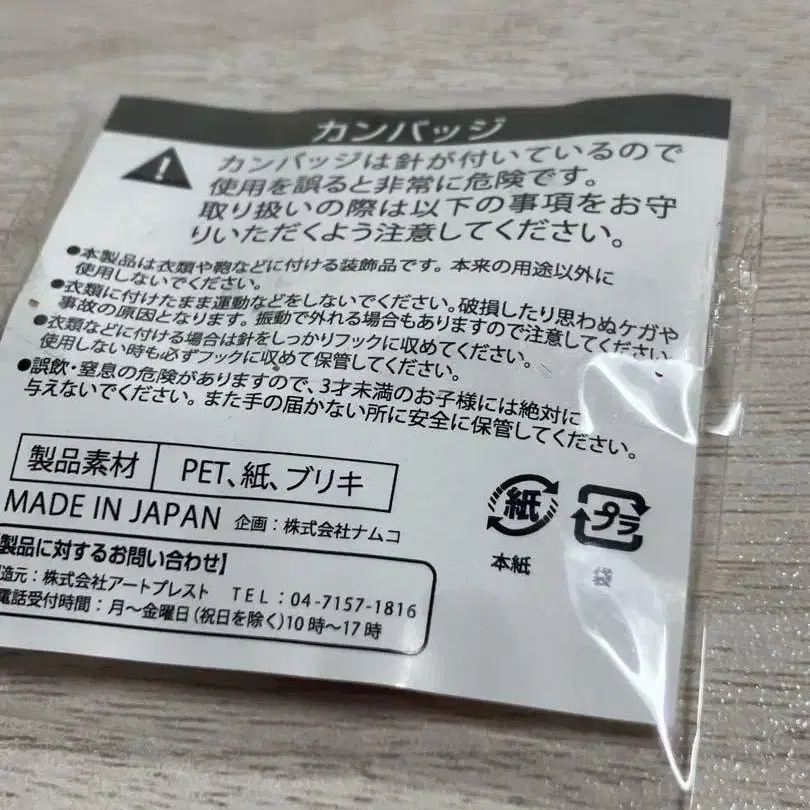 カンバッジ
カンバッジは針が付いているので
使用を誤ると非常に危険です。
取り扱いの際は以下の事項をお守
りいただくよう注意してください。
●本製品は衣類や鞄などに付ける装飾品です。本来の用途以外に
使用しないでください。
●衣類に付けたまま運動などをしないでください。破損したり思わぬケガや
事故の原因となります。振動で外れる場合もありますので注意してください。
●衣類などに付ける場合は針をしっかりフックに収めてください。
使用しない時も必ずフックに収めて保管してください。
●誤飲・窒息の危険がありますので、3才未満のお子様には絶対に
与えないでください。また手の届かない所に安全に保管してください。
製品素材 PET、紙、ブリキ
MADE IN JAPAN 企画：株式会社ナムコ
紙
本紙
プラ
袋
製品に対するお問い合わせ】
造元：株式会社アートプレスト TEL：04-7157-1816
電話受付時間：月～金曜日(祝日を除く)10時～17時